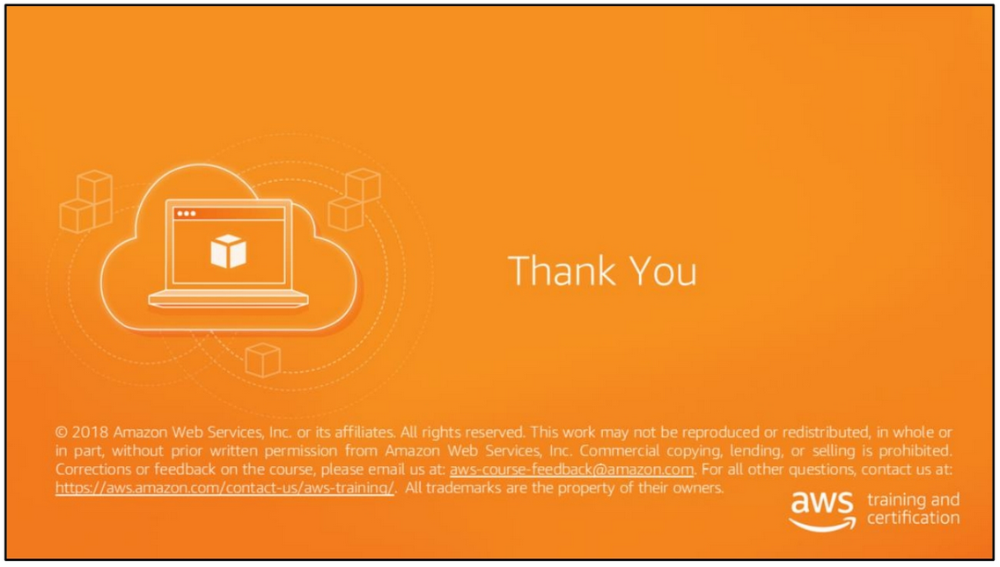 Thank You
© 2018 Amazon Web Services, Inc. or its affiliates. All rights reserved. This work may not be reproduced or redistributed, in whole or
in part, without prior written permission from Amazon Web Services, Inc. Commercial copying, lending, or selling is prohibited.
Corrections or feedback on the course, please email us at: aws-course-feedback@amazon.com. For all other questions, contact us at:
https://aws.amazon.com/contact-us/aws-training/. All trademarks are the property of their owners.
aws training and
certification